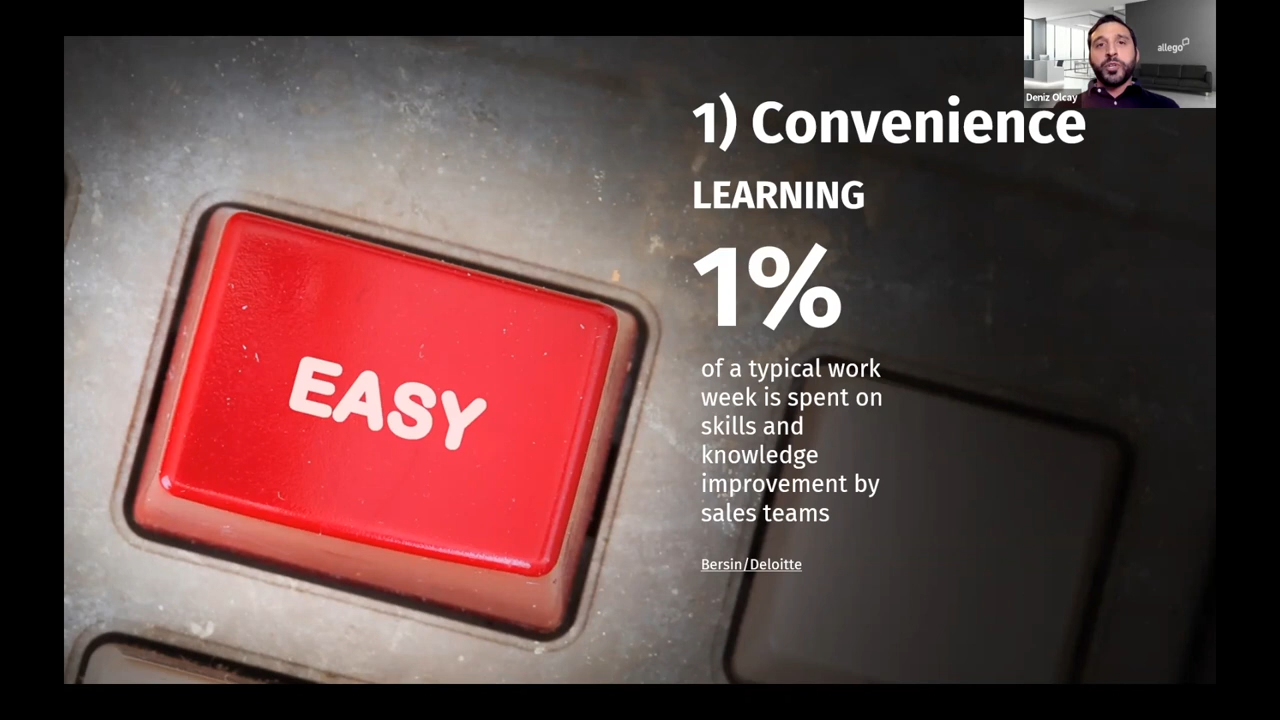 allego
Deniz Olcay
1) Convenience
LEARNING
1%
EASY
of a typical work
week is spent on
skills and
knowledge
improvement by
sales teams
Bersin/Deloitte